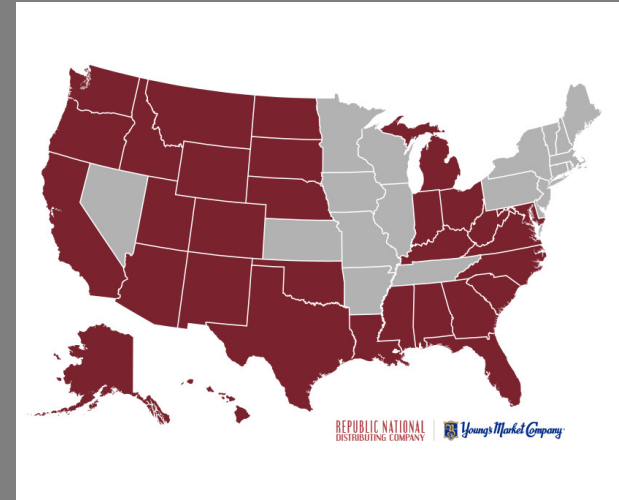 REPUBLIC NATIONAL
DISTRIBUTING COMPANY
Young's Market Company